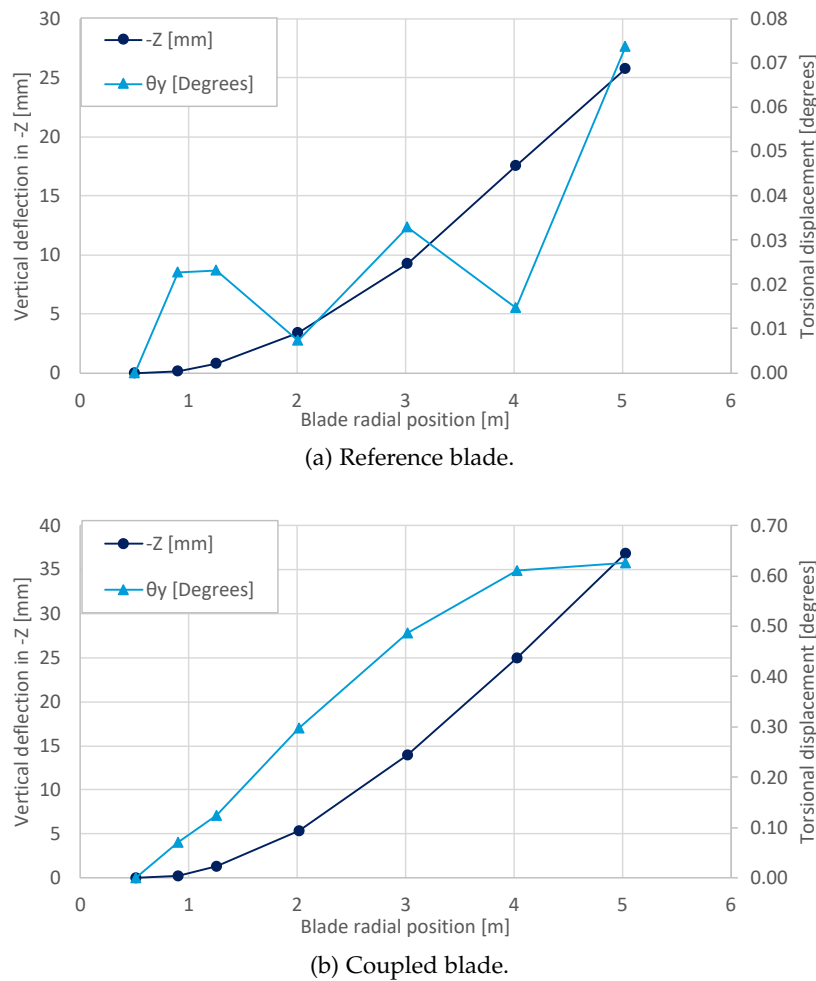 30
25
20
15
10
5
0
Vertical deflection in -Z [mm]
-Z [mm]
θy [Degrees]
0.08
0.07
0.06
0.05
0.04
0.03
0.02
0.01
0.00
Torsional displacement [degrees]
0 1 2 3 4 5 6
Blade radial position [m]
(a) Reference blade.
40
35
30
25
20
15
10
5
0
Vertical deflection in -Z [mm]
-Z [mm]
θy [Degrees]
0.70
0.60
0.50
0.40
0.30
0.20
0.10
0.00
Torsional displacement [degrees]
0 1 2 3 4 5 6
Blade radial position [m]
(b) Coupled blade.